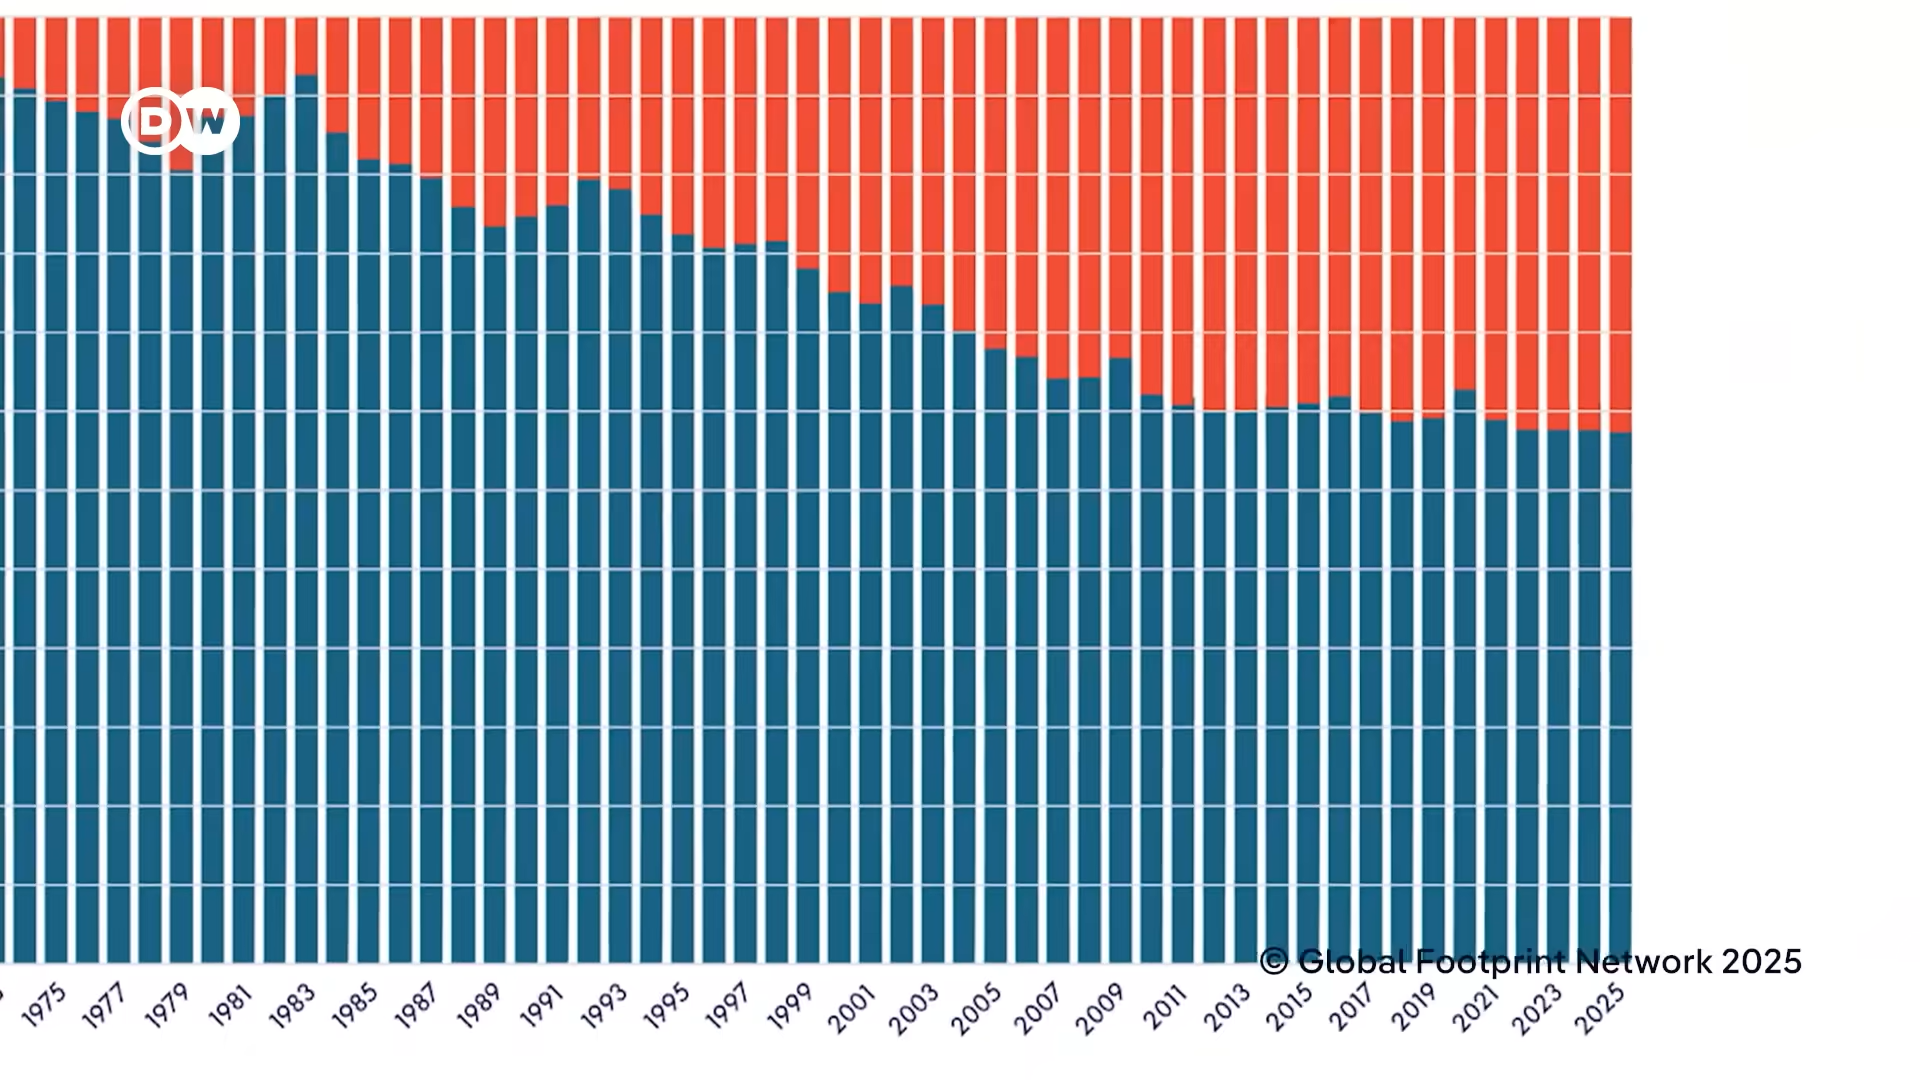 DW
© Global Footprint Network 2025
1975 1977 1979 1981 1983 1985 1987 1989 1991 1993 1995 1997 1999 2001 2003 2005 2007 2009 2011 2013 2015 2017 2019 2021 2023 2025